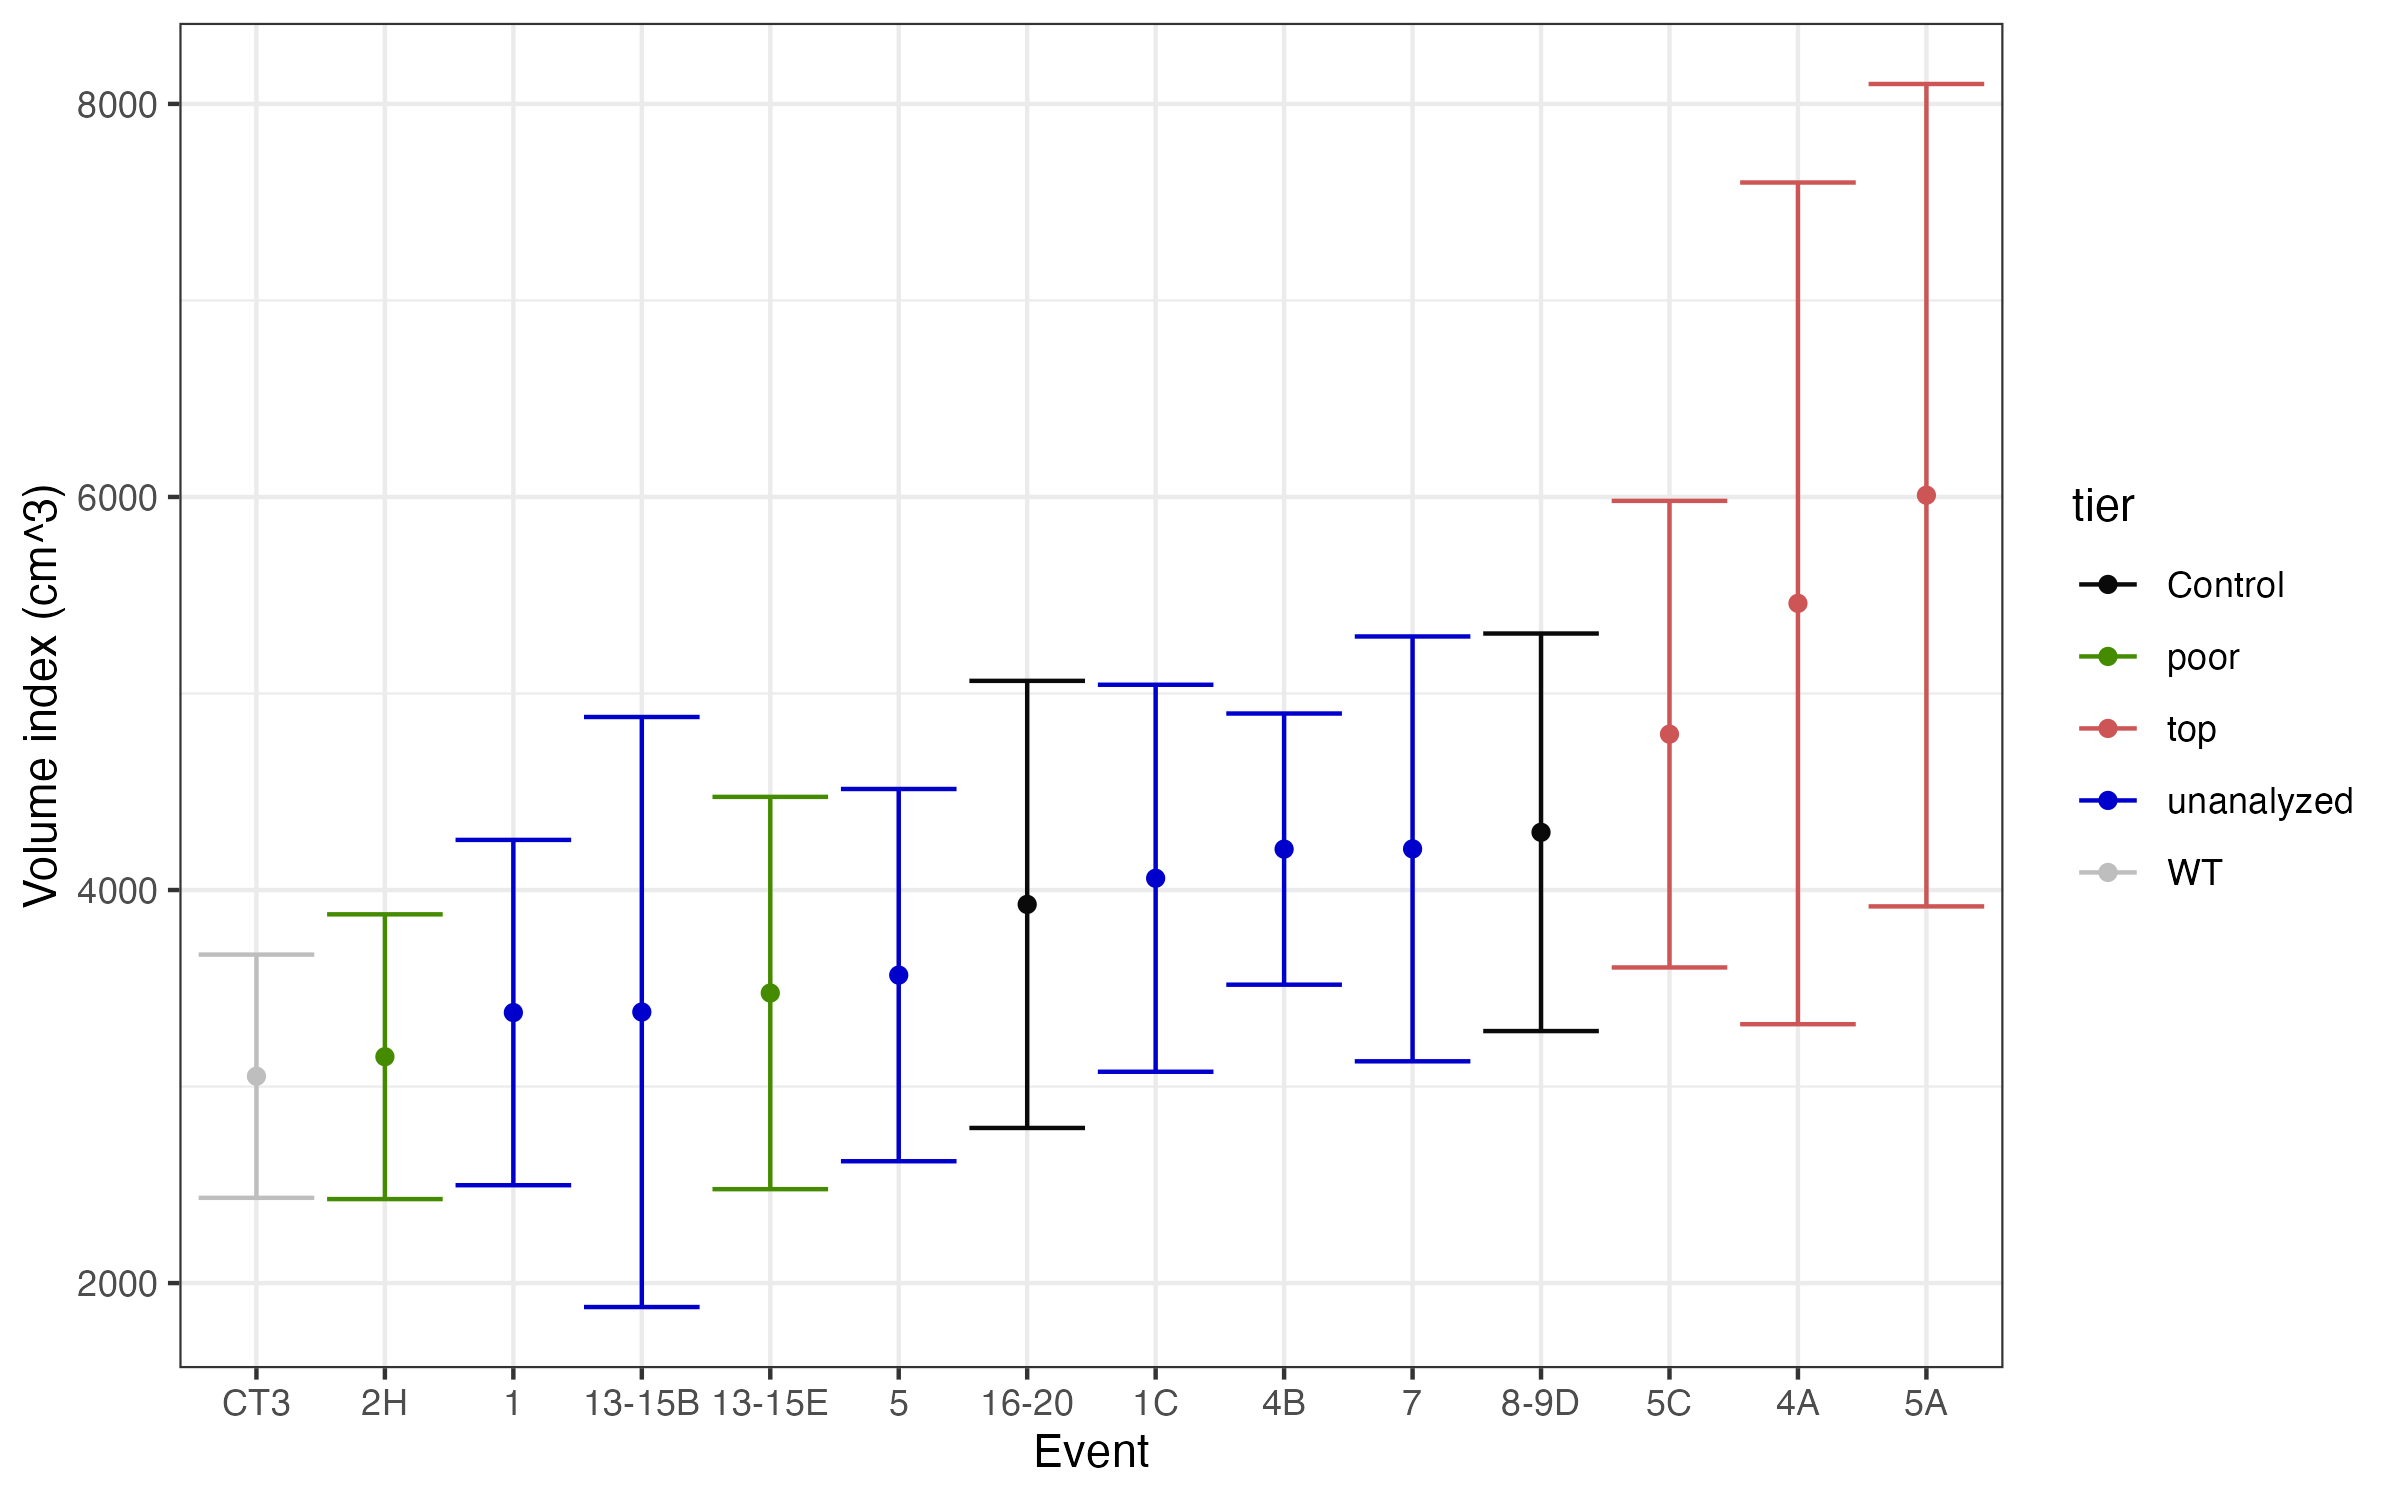 8000
6000
4000
2000
Volume index (cm^3)
CT3 2H 1 13-15B 13-15E 5 16-20 1C 4B 7 8-9D 5C 4A 5A
Event
tier
Control
poor
top
unanalyzed
WT